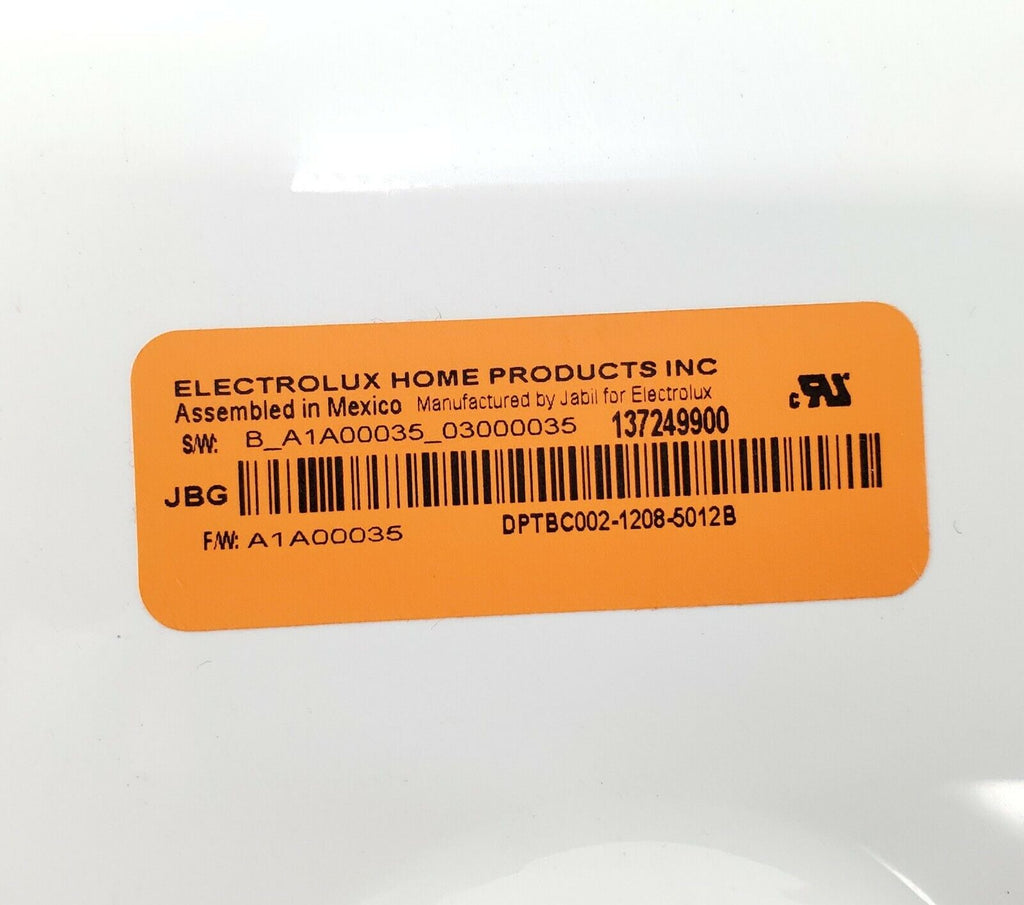 ELECTROLUX HOME PRODUCTS INC
Assembled in Mexico Manufactured by Jabil for Electrolux
S/W: B_A1A00035_03000035 137249900
JBG
F/W: A1A00035 DPTBC002-1208-5012B
c RU